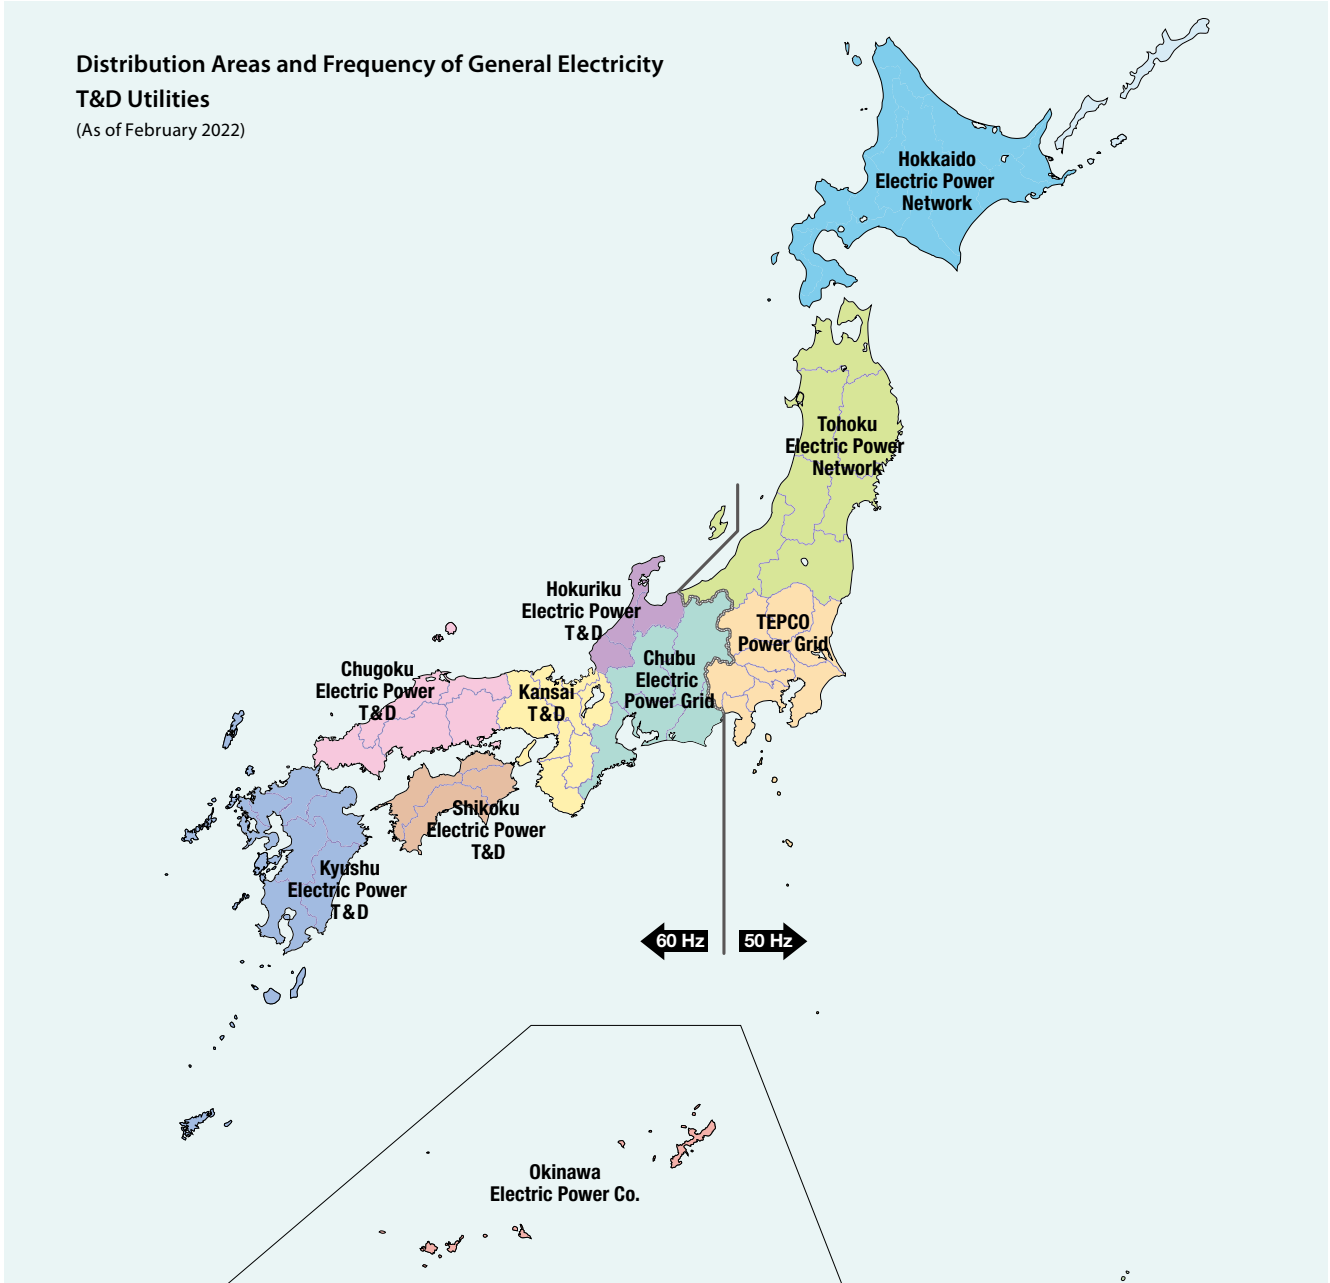 Distribution Areas and Frequency of General Electricity
T&D Utilities
(As of February 2022)
Hokkaido
Electric Power
Network
Tohoku
Electric Power
Network
Hokuriku
Electric Power
T&D
TEPCO
Power Grid
Chubu
Electric
Power Grid
Chugoku
Electric Power
T&D
Kansai
T&D
Shikoku
Electric Power
T&D
Kyushu
Electric Power
T&D
60 Hz
50 Hz
Okinawa
Electric Power Co.